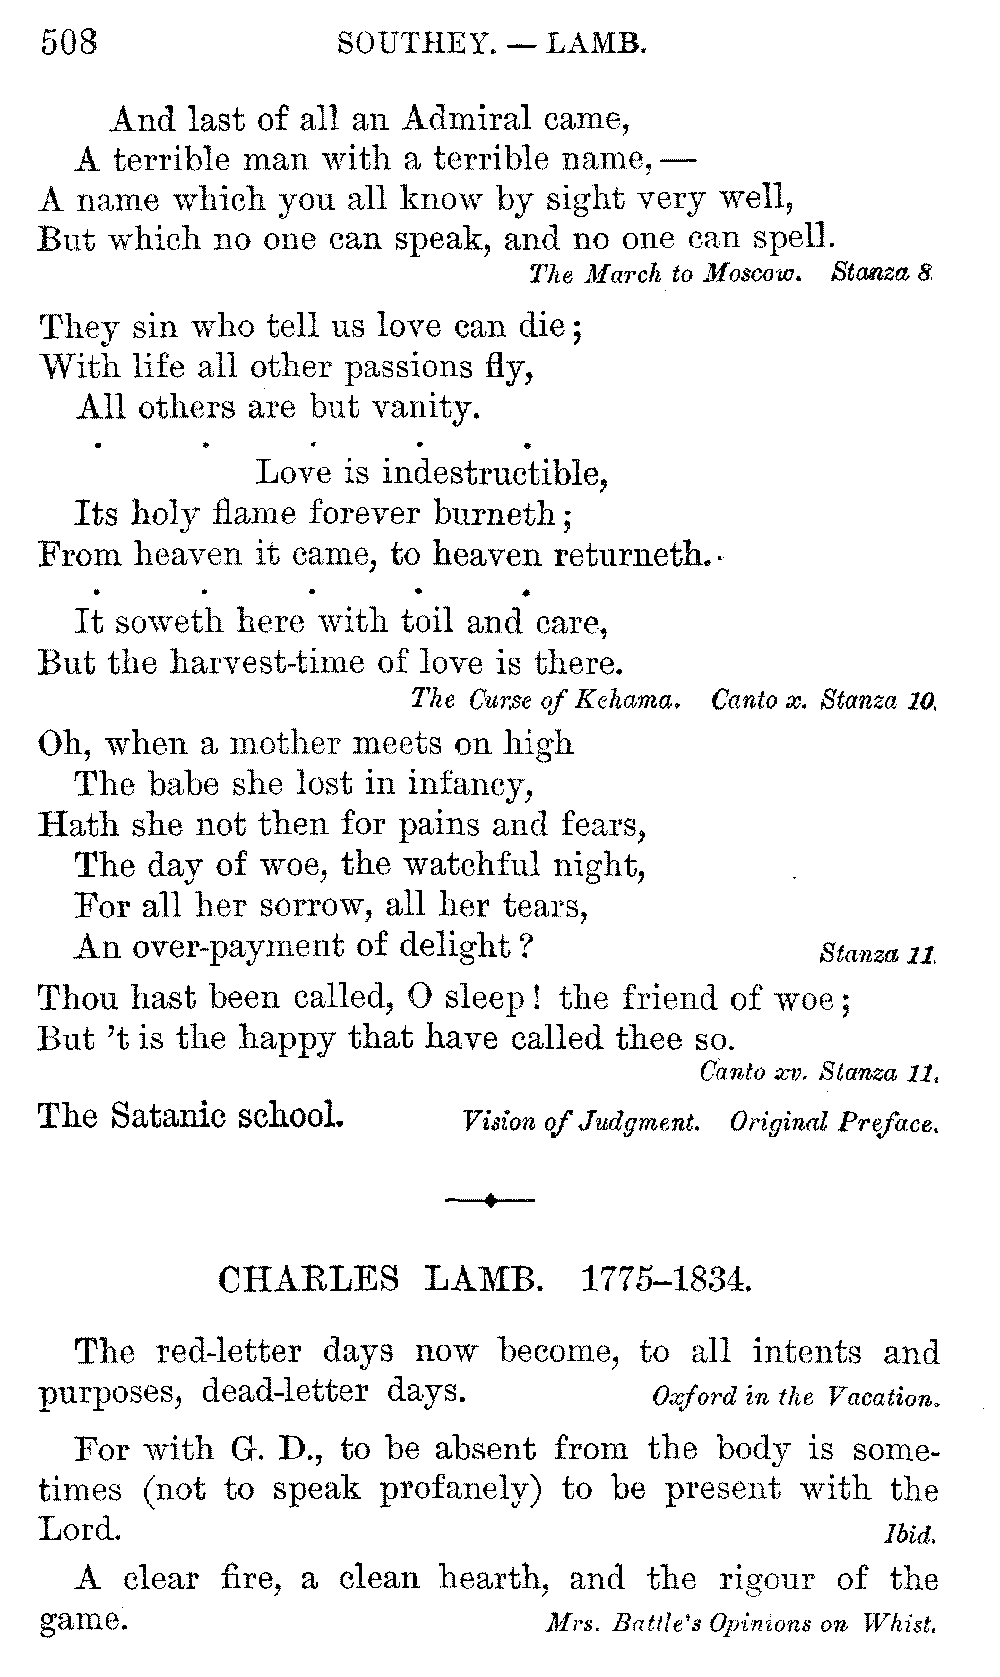 508 SOUTHEY. — LAMB.
And last of all an Admiral came,
A terrible man with a terrible name, —
A name which you all know by sight very well,
But which no one can speak, and no one can spell.
The March to Moscow. Stanza 8.
They sin who tell us love can die;
With life all other passions fly,
All others are but vanity.
. . . . .
Love is indestructible,
Its holy flame forever burneth;
From heaven it came, to heaven returneth.
. . . . .
It soweth here with toil and care,
But the harvest-time of love is there.
The Curse of Kehama. Canto x. Stanza 10.
Oh, when a mother meets on high
The babe she lost in infancy,
Hath she not then for pains and fears,
The day of woe, the watchful night,
For all her sorrow, all her tears,
An over-payment of delight? Stanza 11.
Thou hast been called, O sleep! the friend of woe;
But 't is the happy that have called thee so.
Canto xv. Stanza 11.
The Satanic school. Vision of Judgment. Original Preface.
CHARLES LAMB. 1775–1834.
The red-letter days now become, to all intents and
purposes, dead-letter days. Oxford in the Vacation.
For with G. D., to be absent from the body is some-
times (not to speak profanely) to be present with the
Lord. Ibid.
A clear fire, a clean hearth, and the rigour of the
game. Mrs. Battle's Opinions on Whist.